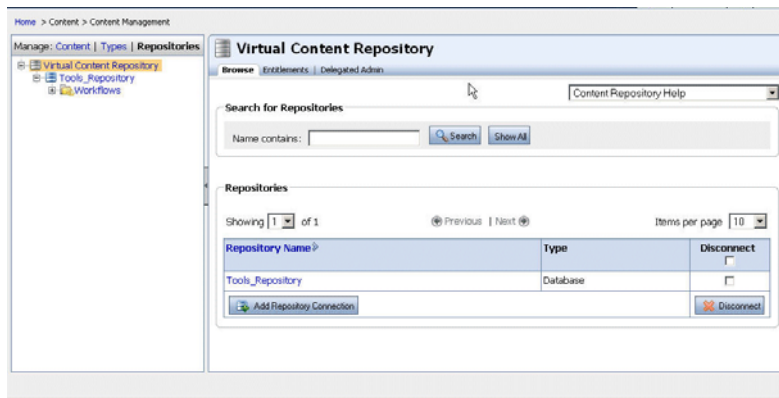 Home > Content > Content Management
Manage: Content | Types | Repositories
Virtual Content Repository
Tools_Repository
Workflows
Virtual Content Repository
Browse Entitlements | Delegated Admin
Content Repository Help
Search for Repositories
Name contains: Search Show All
Repositories
Showing 1 of 1 Previous | Next Items per page 10
Repository Name Type Disconnect
Tools_Repository Database
Add Repository Connection Disconnect